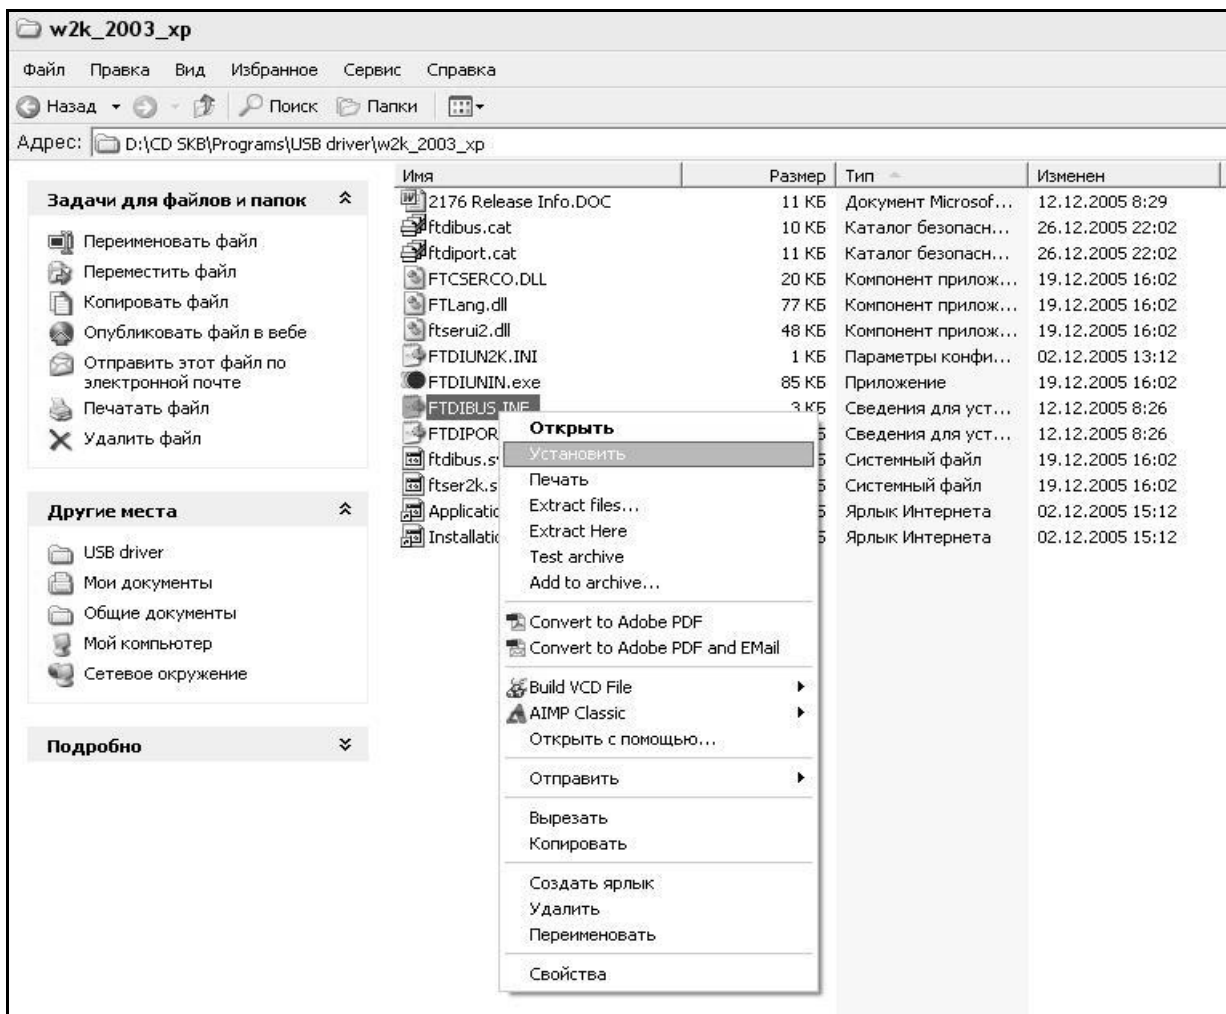 w2k_2003_xp
Файл Правка Вид Избранное Сервис Справка
Назад Поиск Папки
Адрес: D:\CD SKB\Programs\USB driver\w2k_2003_xp
Задачи для файлов и папок
Переименовать файл
Переместить файл
Копировать файл
Опубликовать файл в вебе
Отправить этот файл по
электронной почте
Печатать файл
Удалить файл
Другие места
USB driver
Мои документы
Общие документы
Мой компьютер
Сетевое окружение
Подробно
Имя Размер Тип Изменен
2176 Release Info.DOC 11 КБ Документ Microsof... 12.12.2005 8:29
ftdibus.cat 10 КБ Каталог безопасн... 26.12.2005 22:02
ftdiport.cat 11 КБ Каталог безопасн... 26.12.2005 22:02
FTCSERCO.DLL 20 КБ Компонент прилож... 19.12.2005 16:02
FTLang.dll 77 КБ Компонент прилож... 19.12.2005 16:02
ftserui2.dll 48 КБ Компонент прилож... 19.12.2005 16:02
FTDIUN2K.INI 1 КБ Параметры конфи... 02.12.2005 13:12
FTDIUNIN.exe 85 КБ Приложение 19.12.2005 16:02
FTDIBUS.INF 3 КБ Сведения для уст... 12.12.2005 8:26
FTDIPOR Сведения для уст... 12.12.2005 8:26
ftdibus.s Системный файл 19.12.2005 16:02
ftser2k.s Системный файл 19.12.2005 16:02
Applicatio Ярлык Интернета 02.12.2005 15:12
Installatio Ярлык Интернета 02.12.2005 15:12
Открыть
Установить
Печать
Extract files...
Extract Here
Test archive
Add to archive...
Convert to Adobe PDF
Convert to Adobe PDF and EMail
Build VCD File
AIMP Classic
Открыть с помощью...
Отправить
Вырезать
Копировать
Создать ярлык
Удалить
Переименовать
Свойства